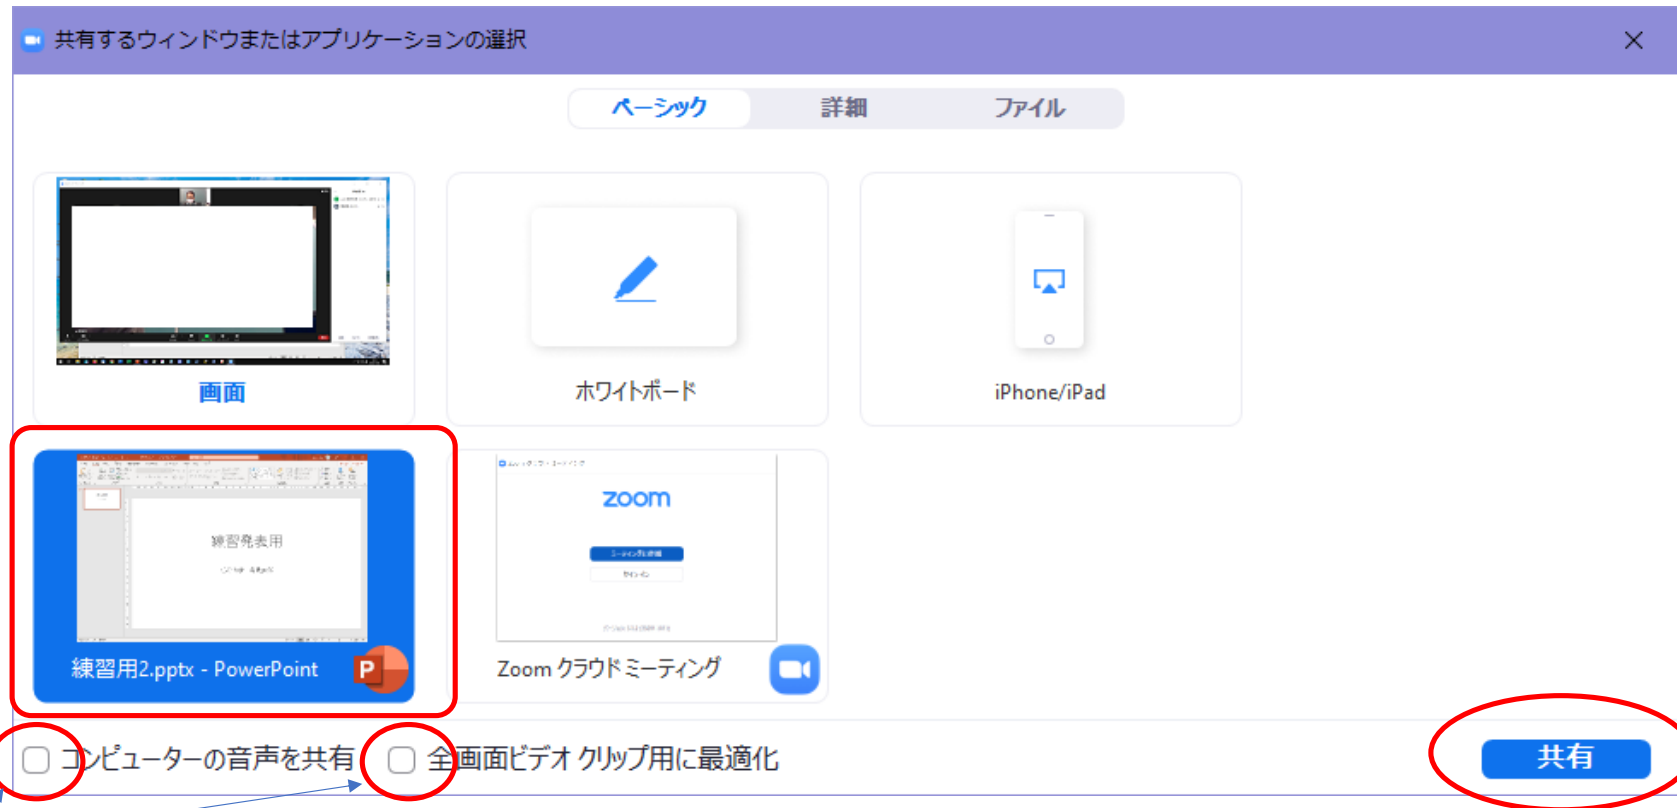 共有するウィンドウまたはアプリケーションの選択
ベーシック 詳細 ファイル
画面
ホワイトボード
iPhone/iPad
練習発表用
zoom
練習用2.pptx - PowerPoint
P
Zoom クラウド ミーティング
コンピューターの音声を共有
全画面ビデオ クリップ用に最適化
共有